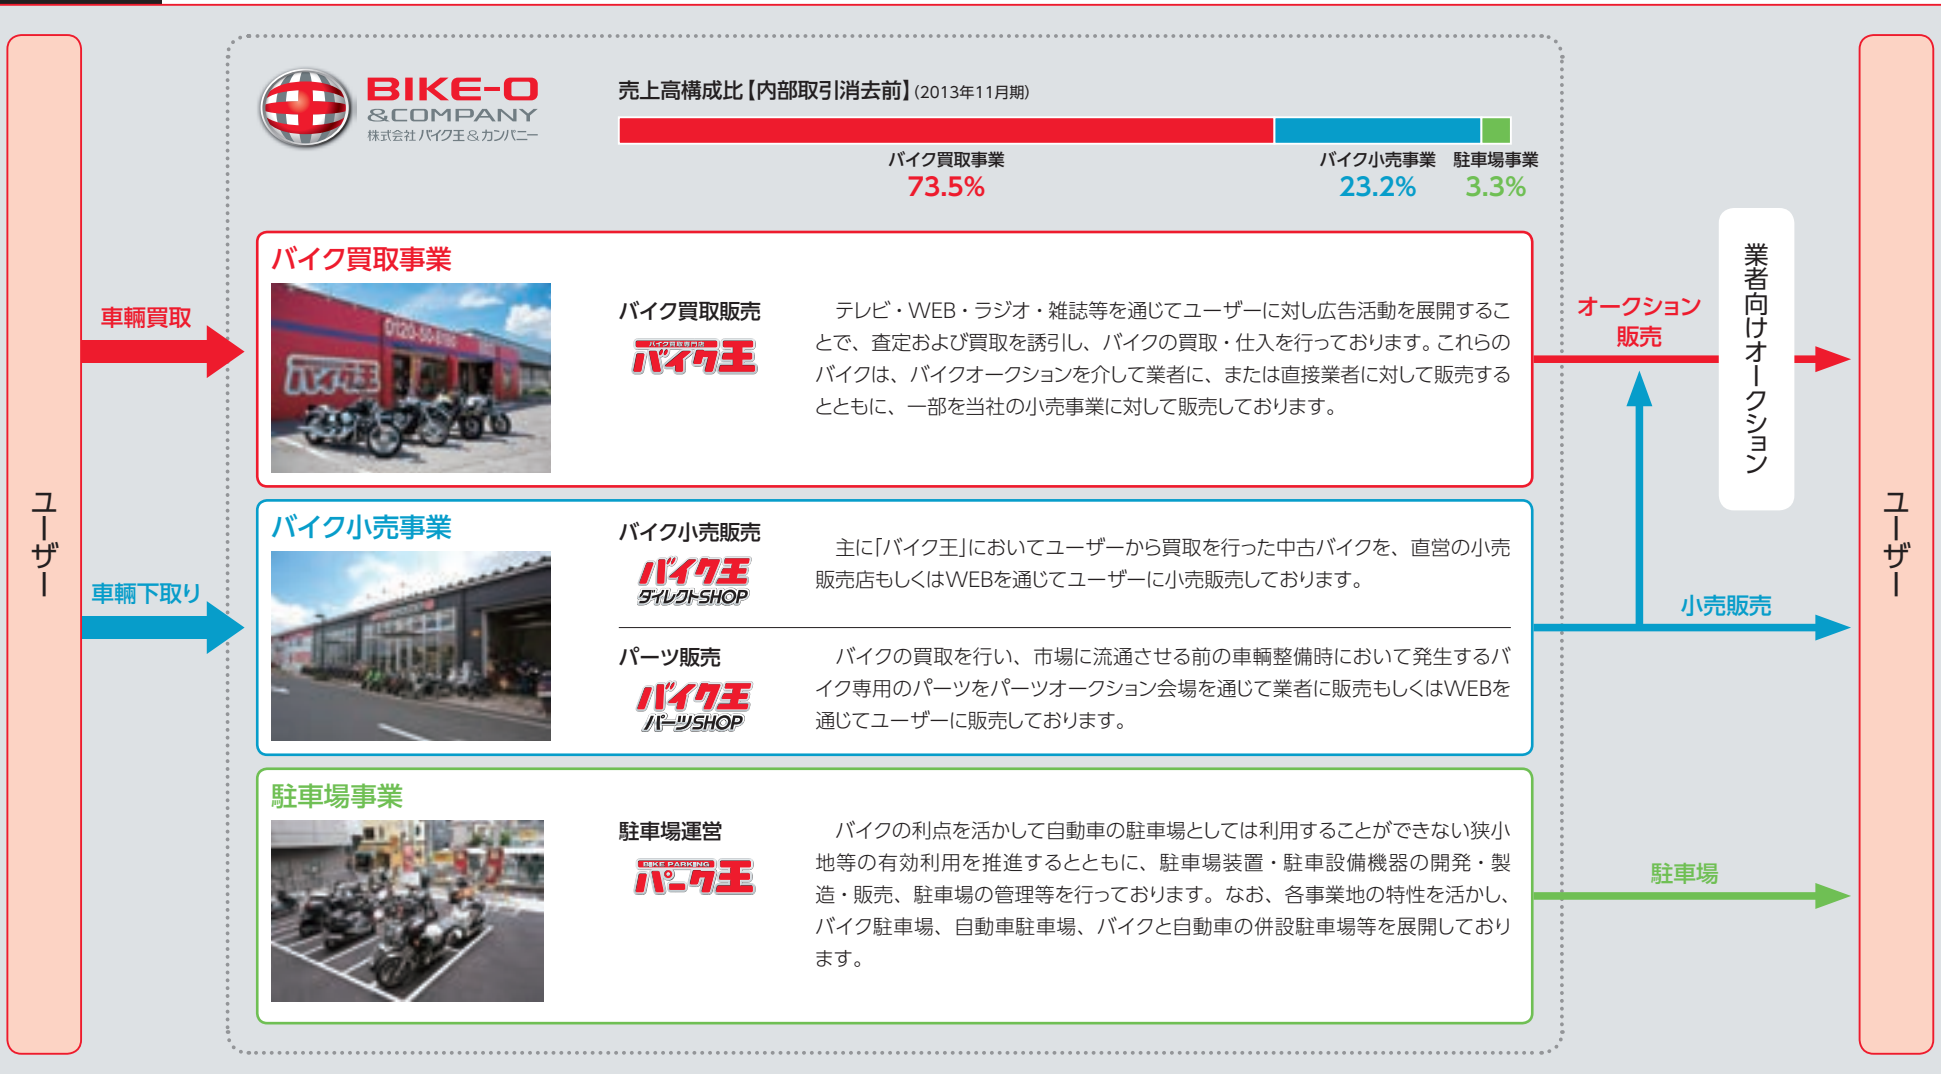 ユーザー
車輛買取
車輛下取り
BIKE-O
&COMPANY
株式会社 バイク王&カンパニー
売上高構成比【内部取引消去前】(2013年11月期)
バイク買取事業
73.5%
バイク小売事業
23.2%
駐車場事業
3.3%
バイク買取事業
0120-50-8190
バイク王
バイク買取販売
バイク買取専門店
バイク王
テレビ・WEB・ラジオ・雑誌等を通じてユーザーに対し広告活動を展開するこ
とで、査定および買取を誘引し、バイクの買取・仕入を行っております。これらの
バイクは、バイクオークションを介して業者に、または直接業者に対して販売する
とともに、一部を当社の小売事業に対して販売しております。
バイク小売事業
バイク小売販売
バイク王
ダイレクトSHOP
主に「バイク王」においてユーザーから買取を行った中古バイクを、直営の小売
販売店もしくはWEBを通じてユーザーに小売販売しております。
パーツ販売
バイク王
パーツSHOP
バイクの買取を行い、市場に流通させる前の車輌整備時において発生するバ
イク専用のパーツをパーツオークション会場を通じて業者に販売もしくはWEBを
通じてユーザーに販売しております。
駐車場事業
駐車場運営
BIKE PARKING
パーク王
バイクの利点を活かして自動車の駐車場としては利用することができない狭小
地等の有効利用を推進するとともに、駐車場装置・駐車設備機器の開発・製
造・販売、駐車場の管理等を行っております。なお、各事業地の特性を活かし、
バイク駐車場、自動車駐車場、バイクと自動車の併設駐車場等を展開しており
ます。
オークション
販売
業者向けオークション
小売販売
駐車場
ユーザー